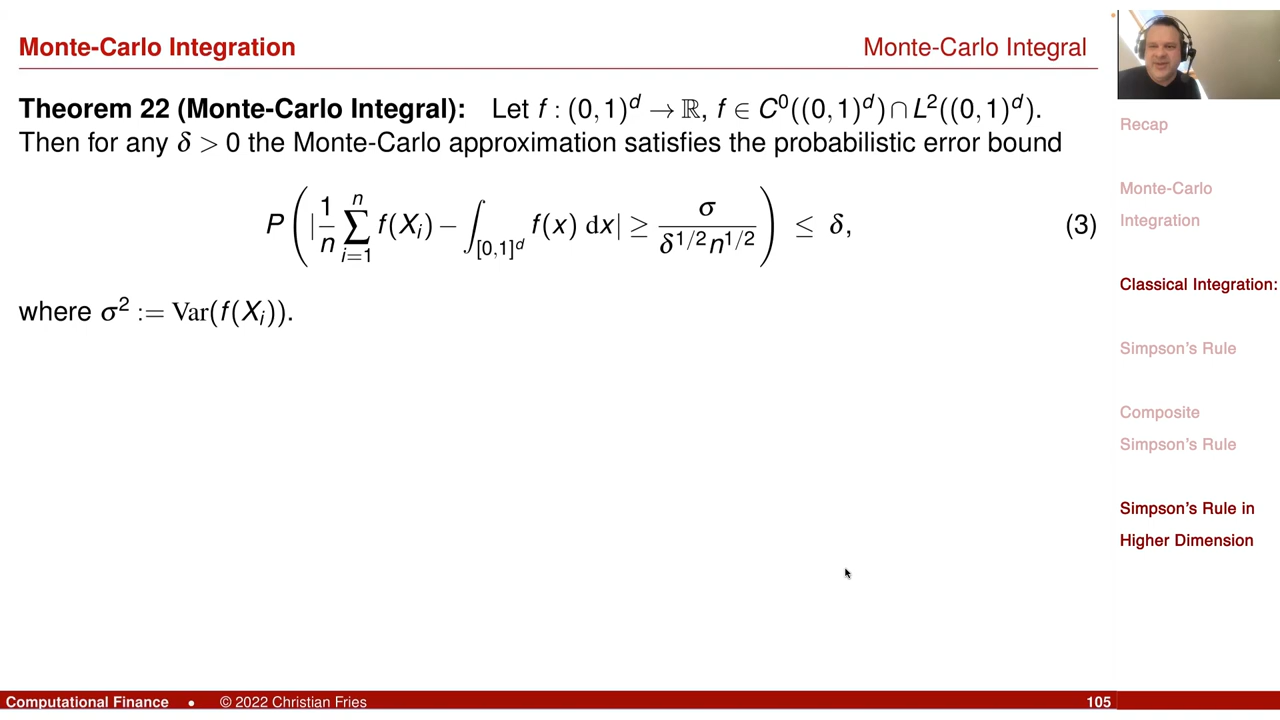 Monte-Carlo Integration
Monte-Carlo Integral
Theorem 22 (Monte-Carlo Integral): Let f : (0,1)^d → ℝ, f ∈ C^0((0,1)^d) ∩ L^2((0,1)^d).
Then for any δ > 0 the Monte-Carlo approximation satisfies the probabilistic error bound
P( |1/n ∑_{i=1}^n f(X_i) − ∫_{[0,1]^d} f(x) dx| ≥ σ/(δ^{1/2} n^{1/2}) ) ≤ δ, (3)
where σ^2 := Var(f(X_i)).
Recap
Monte-Carlo
Integration
Classical Integration:
Simpson's Rule
Composite
Simpson's Rule
Simpson's Rule in
Higher Dimension
Computational Finance • © 2022 Christian Fries 105